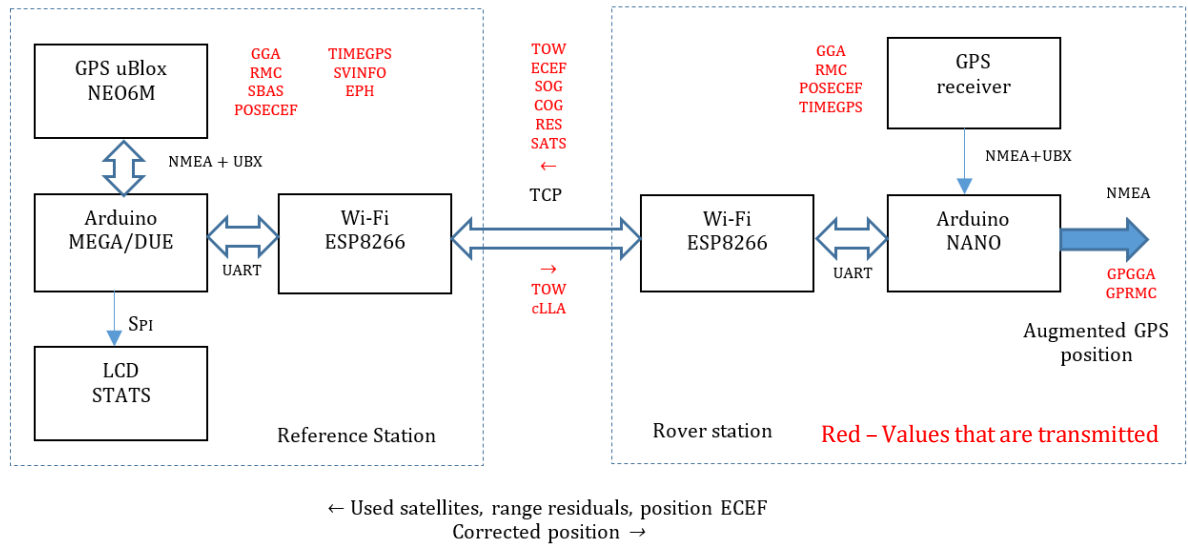 GPS uBlox
NEO6M
GGA
RMC
SBAS
POSECEF
TIMEGPS
SVINFO
EPH
NMEA + UBX
Arduino
MEGA/DUE
UART
Wi-Fi
ESP8266
SPI
LCD
STATS
Reference Station
TOW
ECEF
SOG
COG
RES
SATS
←
TCP
→
TOW
cLLA
GGA
RMC
POSECEF
TIMEGPS
GPS
receiver
NMEA+UBX
Wi-Fi
ESP8266
UART
Arduino
NANO
NMEA
GPGGA
GPRMC
Augmented GPS
position
Rover station
Red – Values that are transmitted
← Used satellites, range residuals, position ECEF
Corrected position →